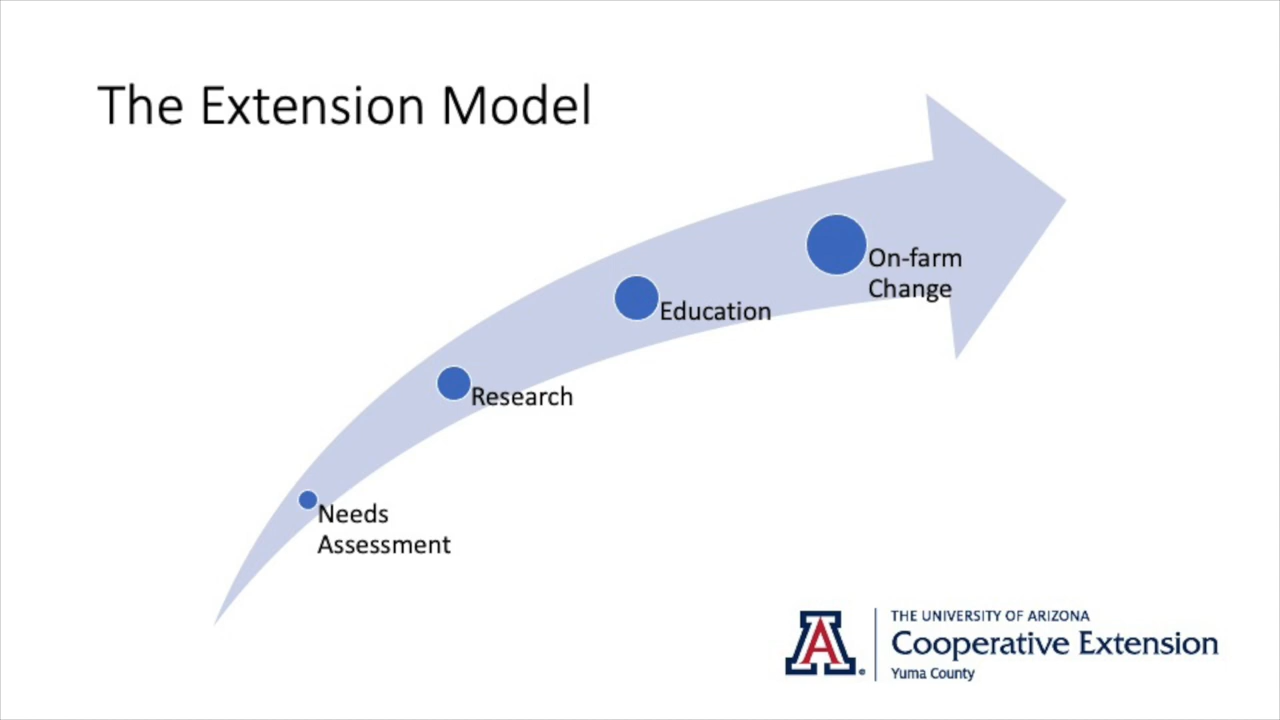 The Extension Model
On-farm
Change
Education
Research
Needs
Assessment
A
THE UNIVERSITY OF ARIZONA
Cooperative Extension
Yuma County